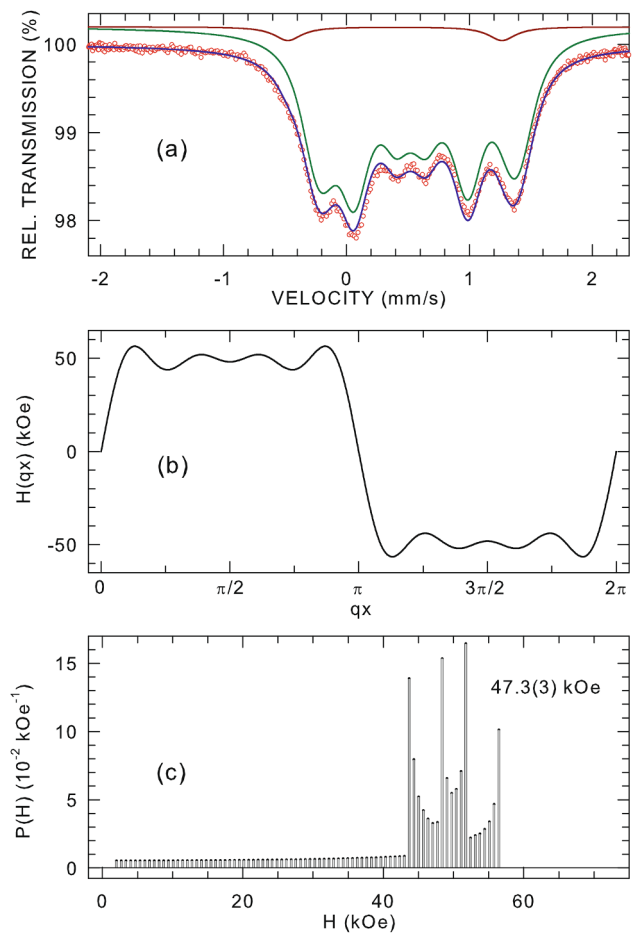 100
99
98
REL. TRANSMISSION (%)
(a)
-2 -1 0 1 2
VELOCITY (mm/s)
50
0
-50
H(qx) (kOe)
(b)
0 π/2 π 3π/2 2π
qx
15
10
5
0
P(H) (10⁻² kOe⁻¹)
47.3(3) kOe
(c)
0 20 40 60
H (kOe)